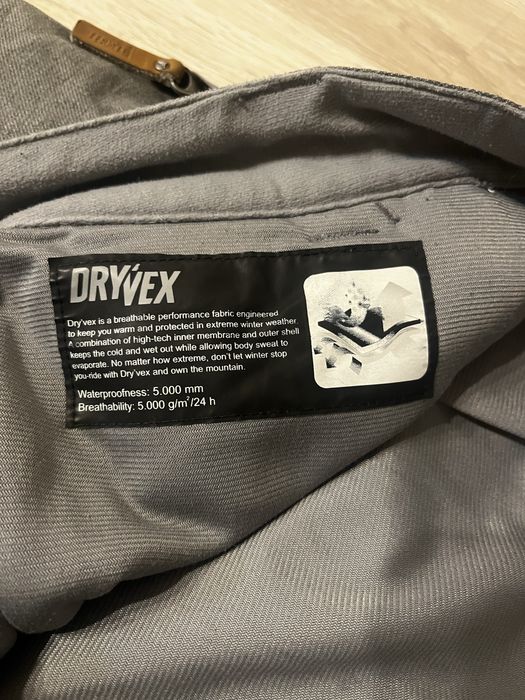 DRY'VEX
Dry'vex is a breathable performance fabric engineered
to keep you warm and protected in extreme winter weather.
A combination of high-tech inner membrane and outer shell
keeps the cold and wet out while allowing body sweat to
evaporate. No matter how extreme, don't let winter stop
you-ride with Dry'vex and own the mountain.
Waterproofness: 5.000 mm
Breathability: 5.000 g/m²/24 h